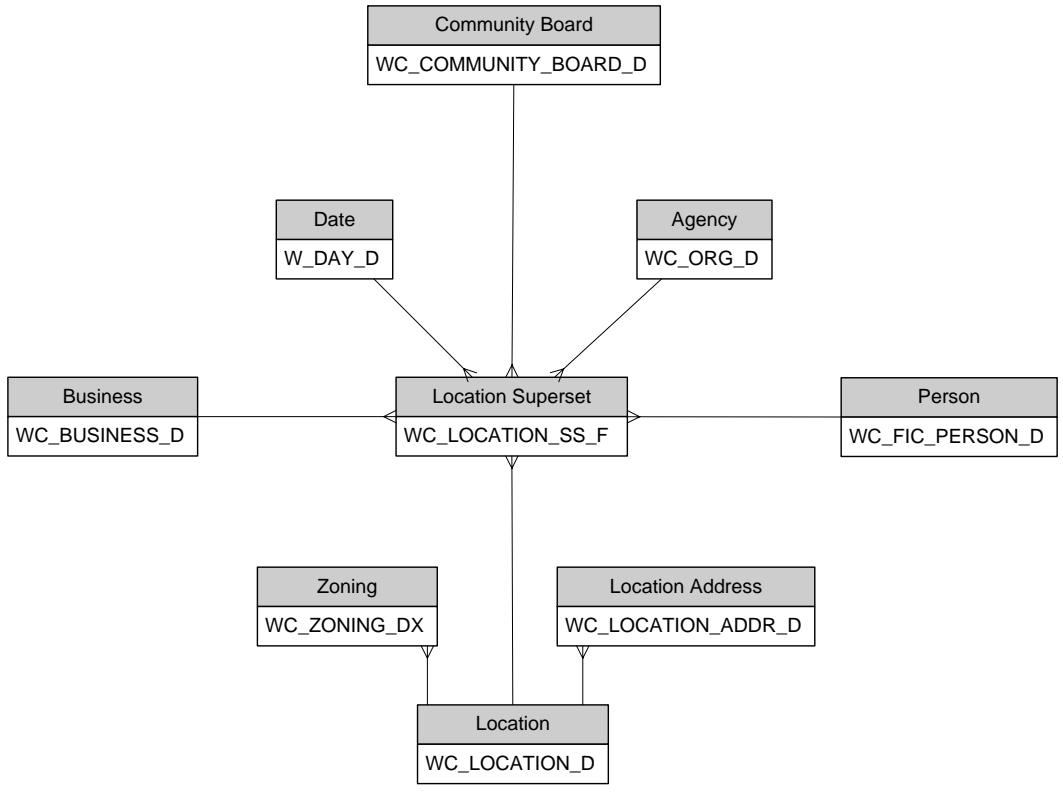 Community Board
WC_COMMUNITY_BOARD_D
Date
W_DAY_D
Agency
WC_ORG_D
Business
WC_BUSINESS_D
Location Superset
WC_LOCATION_SS_F
Person
WC_FIC_PERSON_D
Zoning
WC_ZONING_DX
Location Address
WC_LOCATION_ADDR_D
Location
WC_LOCATION_D